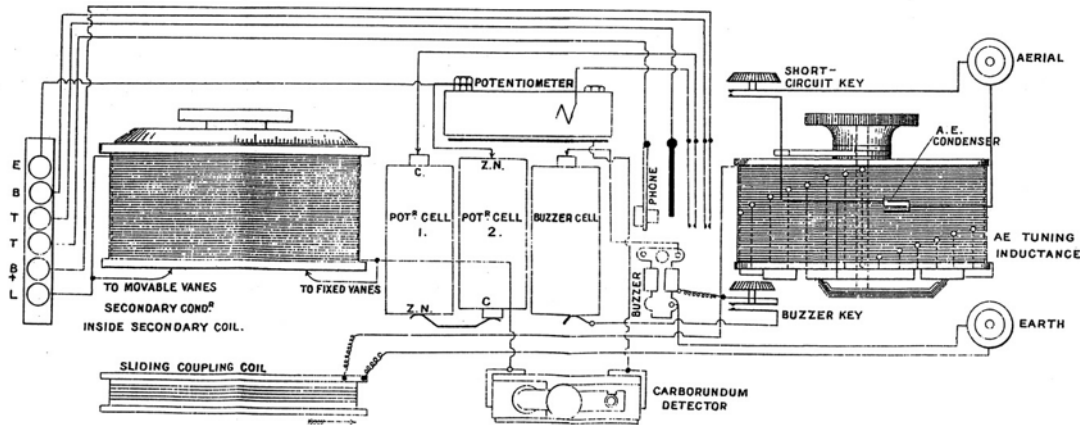 POTENTIOMETER
SHORT-
CIRCUIT KEY
AERIAL
A.E.
CONDENSER
E
B
T
T
B
+
L
C.
Z.N.
POTR CELL
1.
POTR CELL
2.
BUZZER CELL
PHONE
Z.N.
C
BUZZER
AE TUNING
INDUCTANCE
TO MOVABLE VANES
TO FIXED VANES
SECONDARY CONDR
INSIDE SECONDARY COIL.
BUZZER KEY
EARTH
SLIDING COUPLING COIL
CARBORUNDUM
DETECTOR